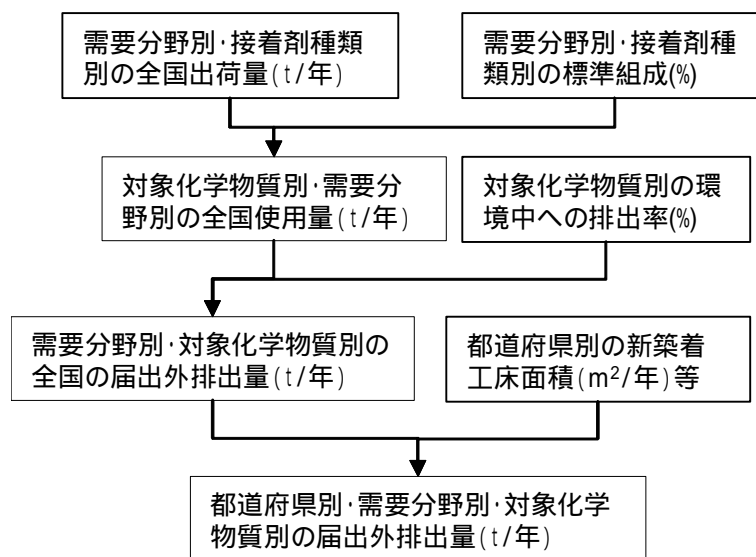 需要分野別･接着剤種類
別の全国出荷量(t/年)
需要分野別･接着剤種
類別の標準組成(%)
対象化学物質別･需要分
野別の全国使用量(t/年)
対象化学物質別の環
境中への排出率(%)
需要分野別･対象化学物質別の
全国の届出外排出量(t/年)
都道府県別の新築着
工床面積(m²/年)等
都道府県別･需要分野別･対象化学
物質別の届出外排出量(t/年)